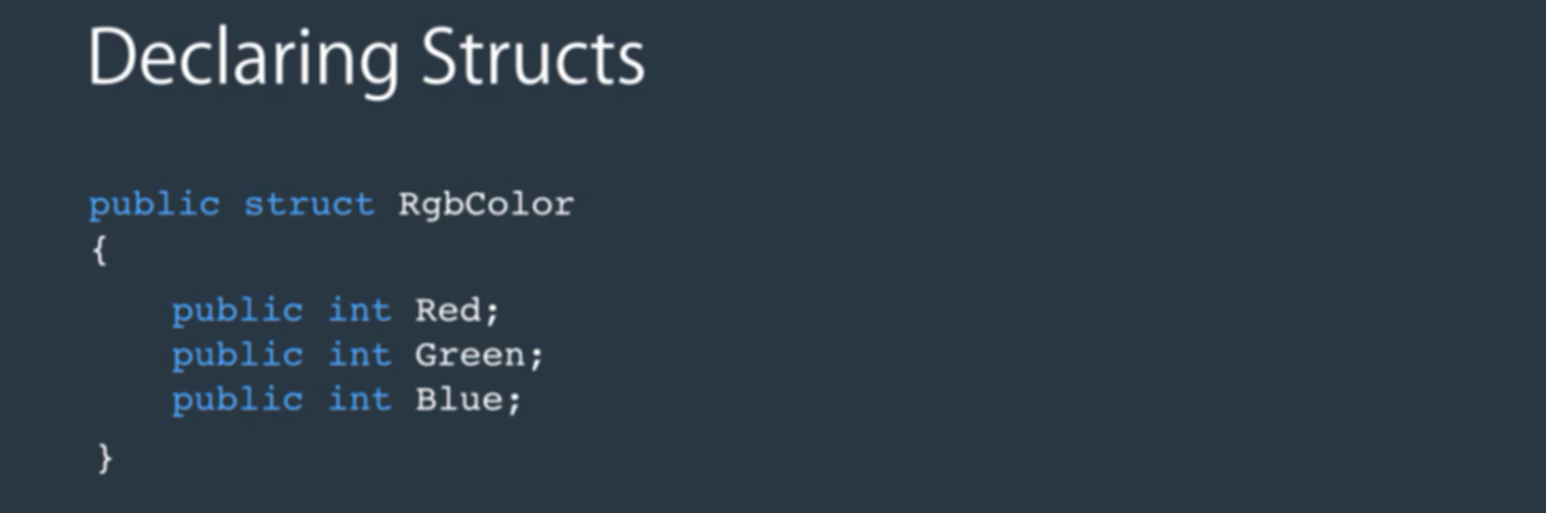 Declaring Structs
public struct RgbColor
{
public int Red;
public int Green;
public int Blue;
}